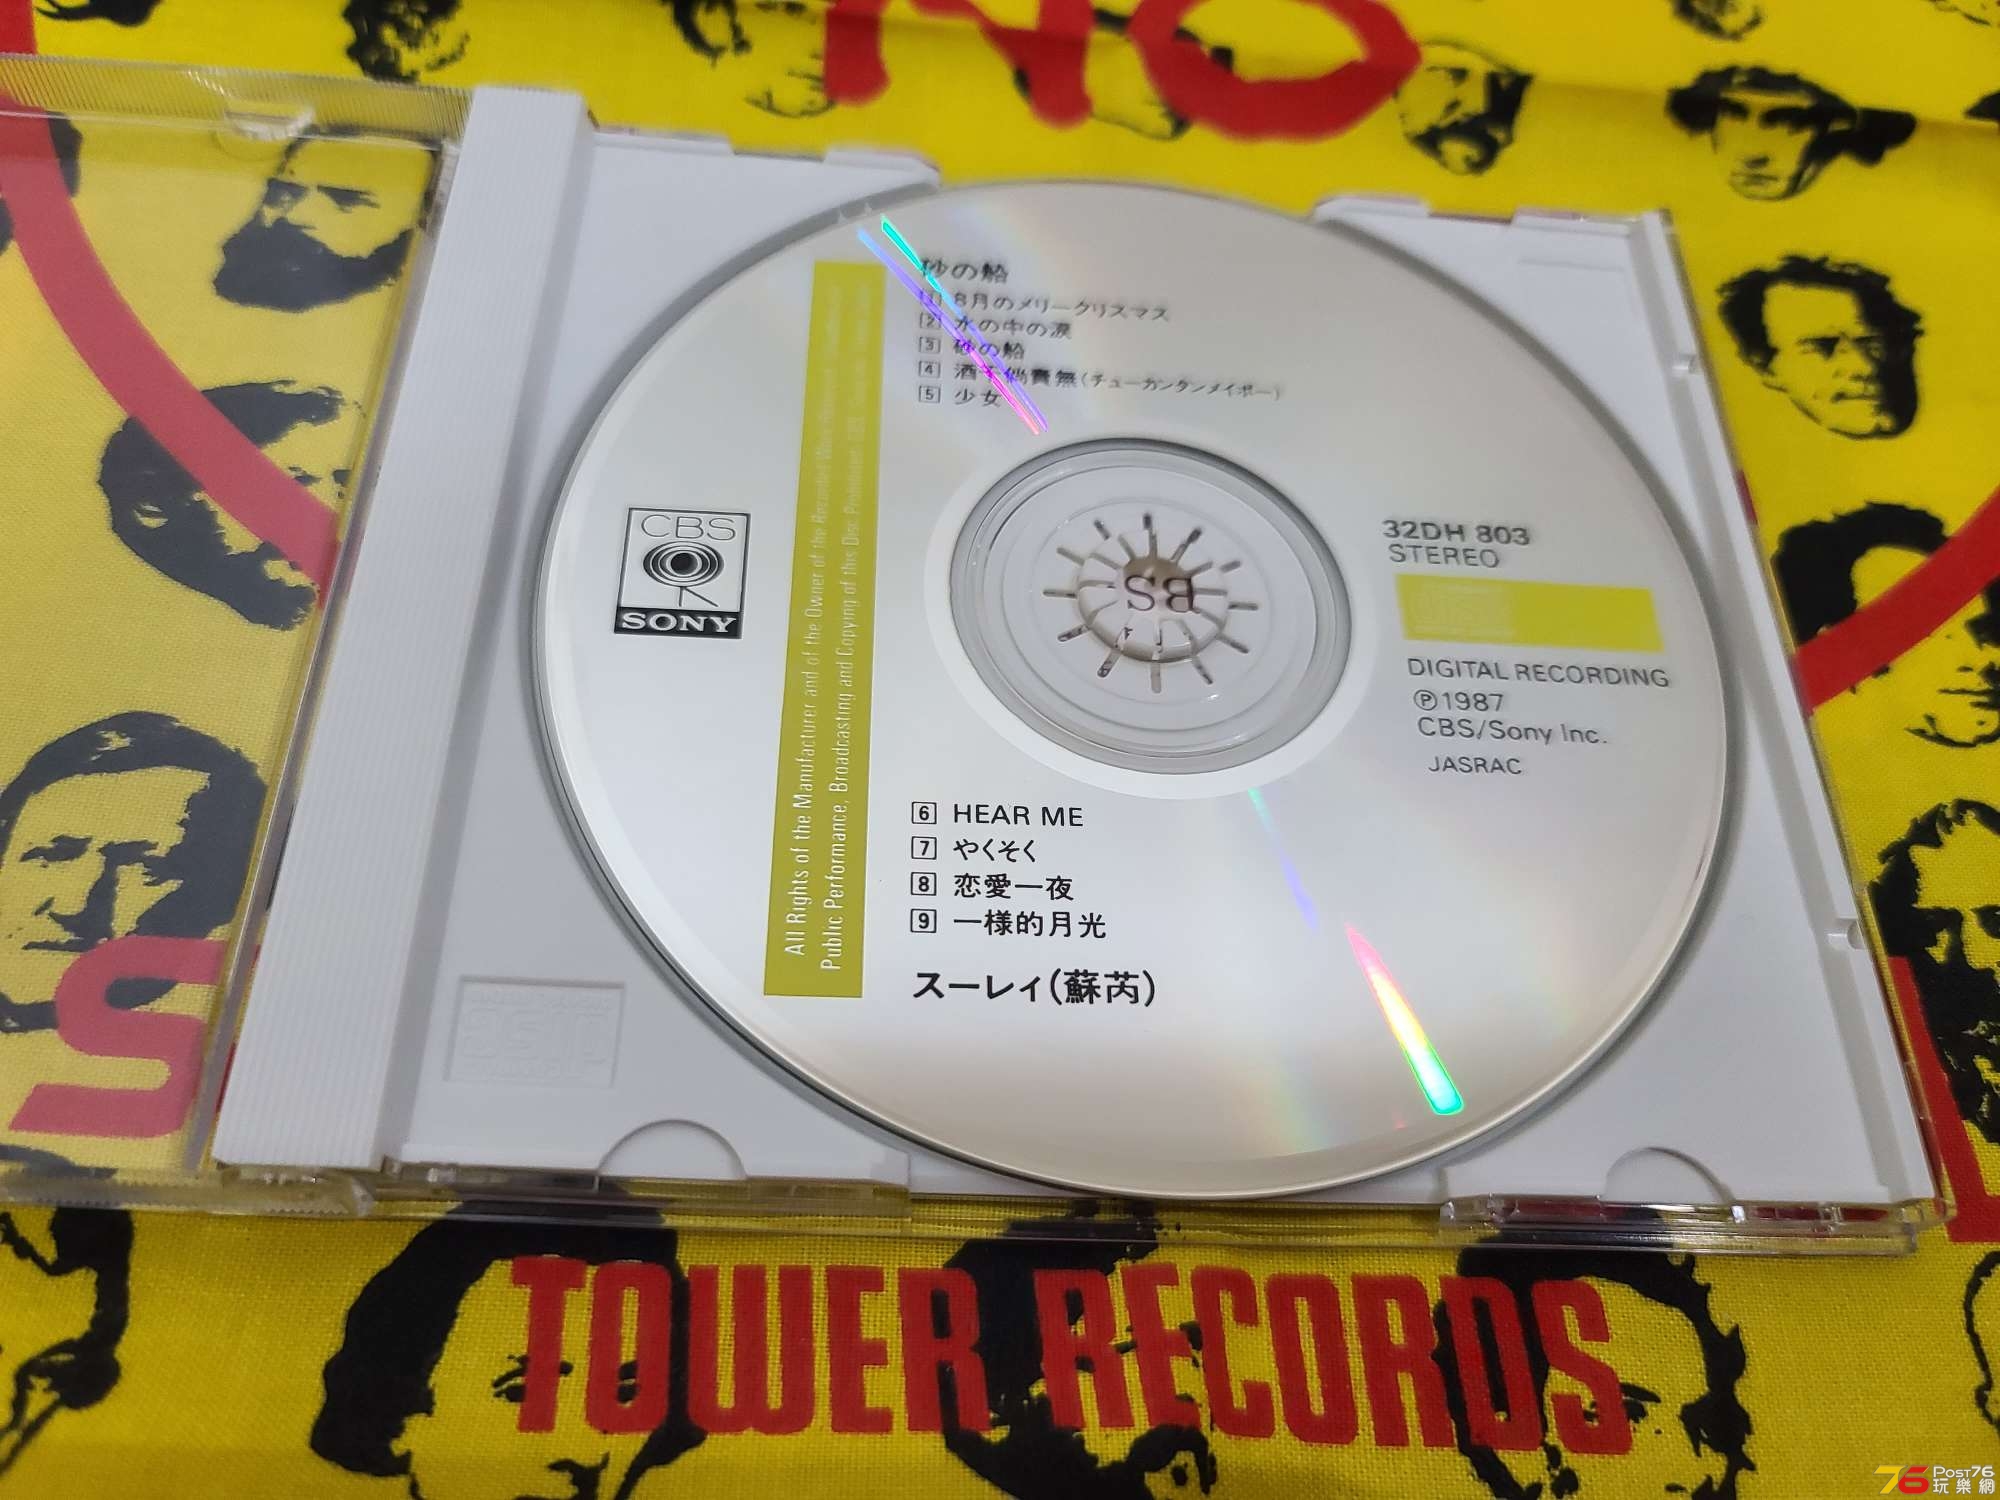 NO
砂の船
1 8月のメリークリスマス
2 水の中の涙
3 砂の船
4 酒干倘賣無(チューカンタンメイボー)
5 少女
CBS
SONY
All Rights of the Manufacturer and of the Owner of the Recorded
Public Performance, Broadcasting and Copying of this Disc Prohibited
BS
32DH 803
STEREO
DIGITAL RECORDING
Ⓟ1987
CBS/Sony Inc.
JASRAC
6 HEAR ME
7 やくそく
8 恋愛一夜
9 一様的月光
スーレイ(蘇芮)
TOWER RECORDS
76 Post76
玩樂網